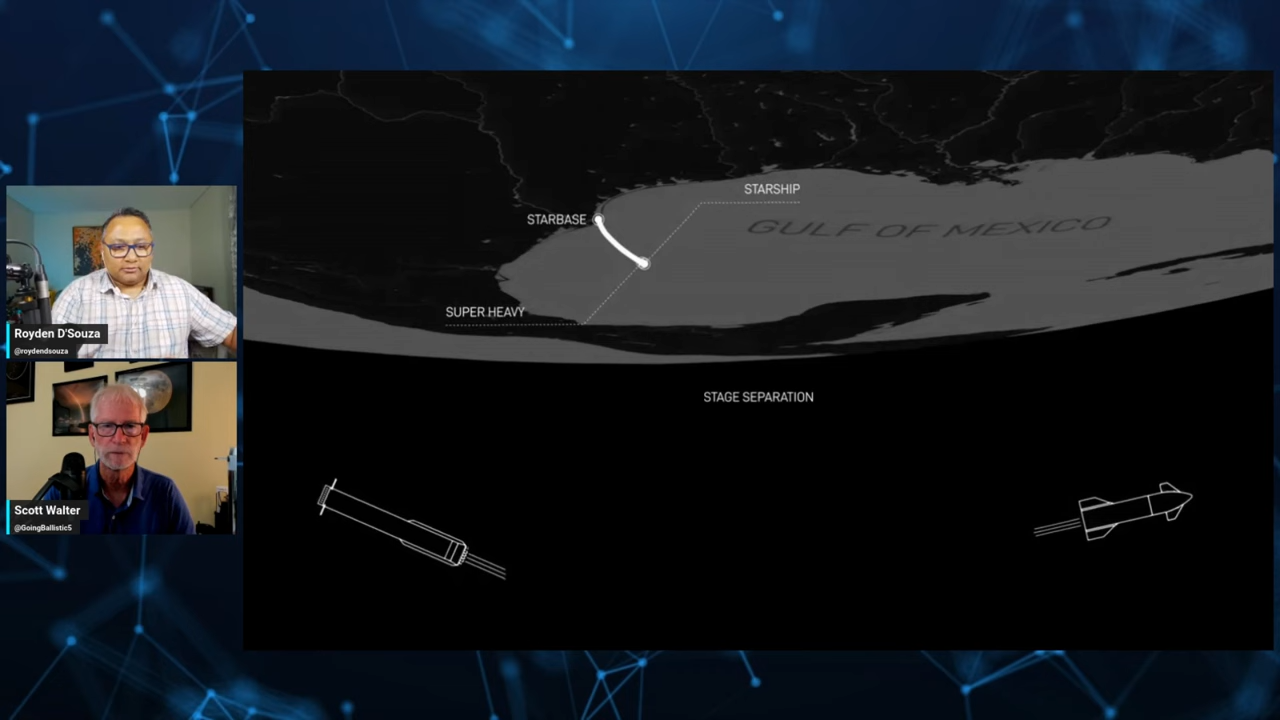 STARSHIP
STARBASE
GULF OF MEXICO
SUPER HEAVY
STAGE SEPARATION
Royden D'Souza
@roydendsouza
Scott Walter
@GoingBallistic5